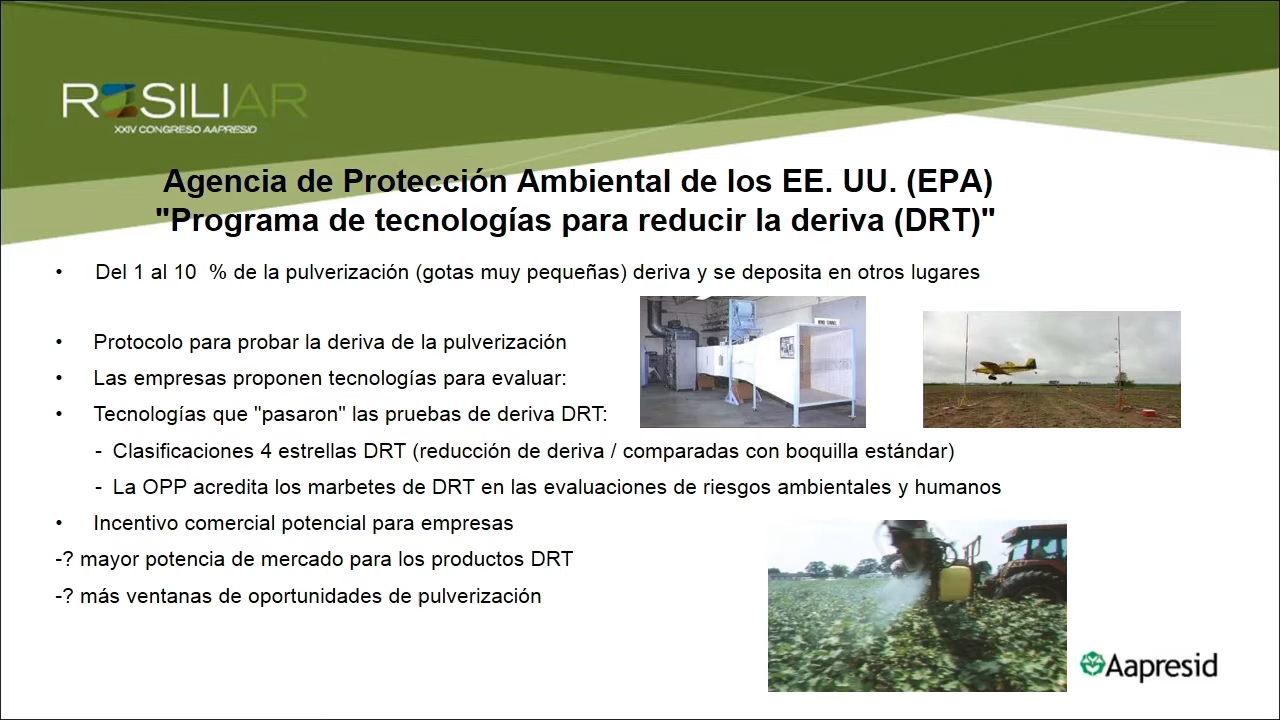 RESILIAR
XXIV CONGRESO AAPRESID
Agencia de Protección Ambiental de los EE. UU. (EPA)
"Programa de tecnologías para reducir la deriva (DRT)"
• Del 1 al 10 % de la pulverización (gotas muy pequeñas) deriva y se deposita en otros lugares
• Protocolo para probar la deriva de la pulverización
• Las empresas proponen tecnologías para evaluar:
• Tecnologías que "pasaron" las pruebas de deriva DRT:
- Clasificaciones 4 estrellas DRT (reducción de deriva / comparadas con boquilla estándar)
- La OPP acredita los marbetes de DRT en las evaluaciones de riesgos ambientales y humanos
• Incentivo comercial potencial para empresas
-? mayor potencia de mercado para los productos DRT
-? más ventanas de oportunidades de pulverización
WIND TUNNEL
Aapresid